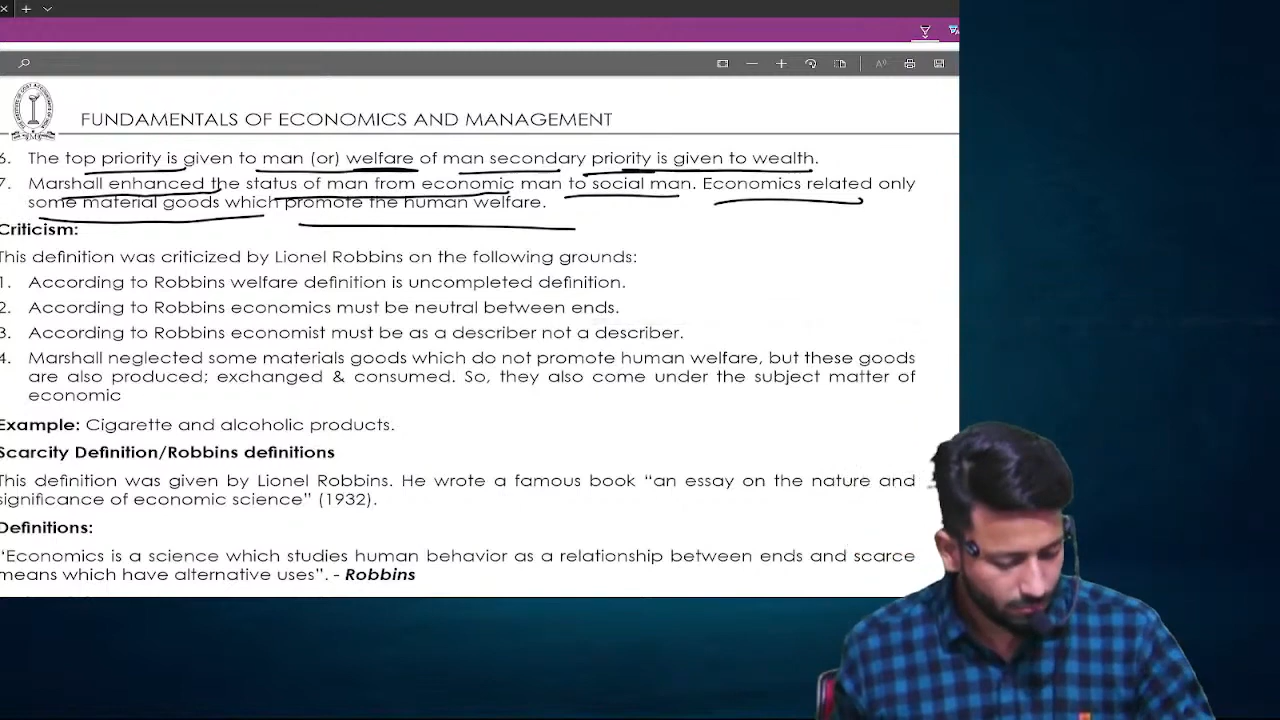 FUNDAMENTALS OF ECONOMICS AND MANAGEMENT
6. The top priority is given to man (or) welfare of man secondary priority is given to wealth.
7. Marshall enhanced the status of man from economic man to social man. Economics related only
some material goods which promote the human welfare.
Criticism:
This definition was criticized by Lionel Robbins on the following grounds:
1. According to Robbins welfare definition is uncompleted definition.
2. According to Robbins economics must be neutral between ends.
3. According to Robbins economist must be as a describer not a describer.
4. Marshall neglected some materials goods which do not promote human welfare, but these goods
are also produced; exchanged & consumed. So, they also come under the subject matter of
economic
Example: Cigarette and alcoholic products.
Scarcity Definition/Robbins definitions
This definition was given by Lionel Robbins. He wrote a famous book “an essay on the nature and
significance of economic science” (1932).
Definitions:
“Economics is a science which studies human behavior as a relationship between ends and scarce
means which have alternative uses”. - Robbins